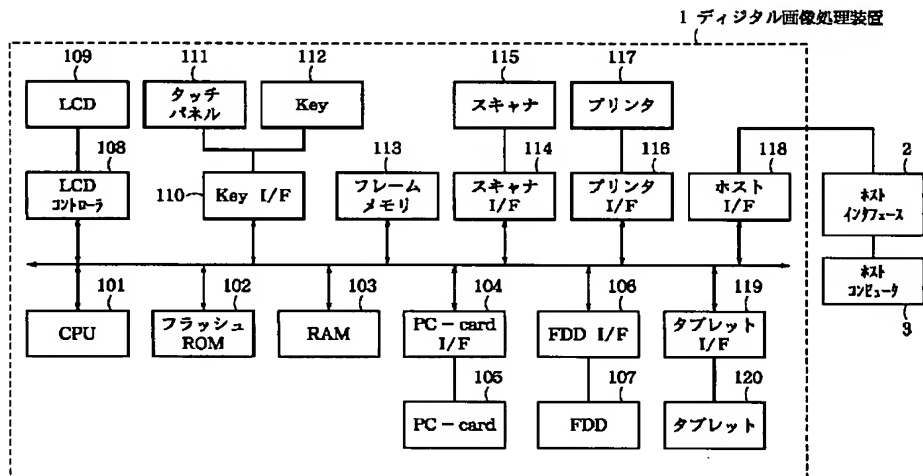 1 ディジタル画像処理装置
109
111
112
115
117
LCD
タッチ
パネル
Key
スキャナ
プリンタ
108
113
114
116
118
2
LCD
コントローラ
110
Key I/F
フレーム
メモリ
スキャナ
I/F
プリンタ
I/F
ホスト
I/F
ホスト
インタフェース
101
102
103
104
106
119
ホスト
コンピュータ
3
CPU
フラッシュ
ROM
RAM
PC-card
I/F
FDD I/F
タブレット
I/F
105
107
120
PC-card
FDD
タブレット